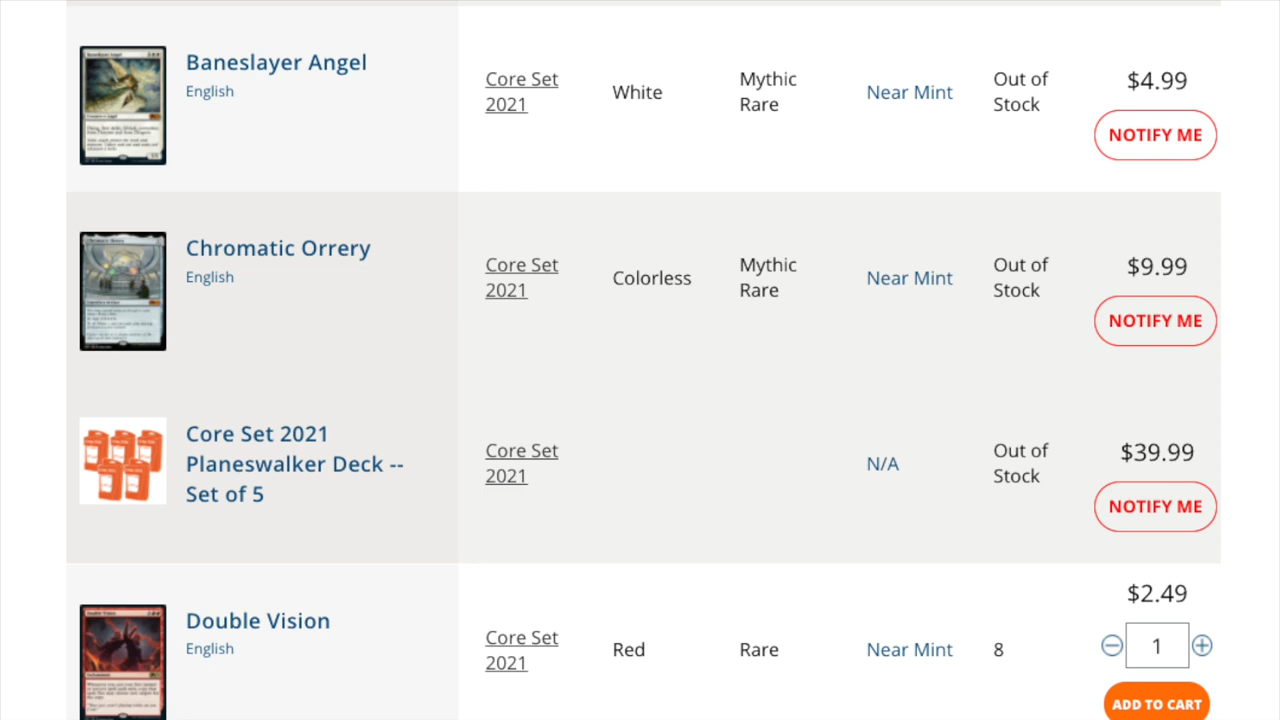 Baneslayer Angel
English
Core Set
2021
White
Mythic
Rare
Near Mint
Out of
Stock
$4.99
NOTIFY ME
Chromatic Orrery
English
Core Set
2021
Colorless
Mythic
Rare
Near Mint
Out of
Stock
$9.99
NOTIFY ME
Core Set 2021
Planeswalker Deck --
Set of 5
Core Set
2021
N/A
Out of
Stock
$39.99
NOTIFY ME
Double Vision
English
Core Set
2021
Red
Rare
Near Mint
8
$2.49
1
ADD TO CART